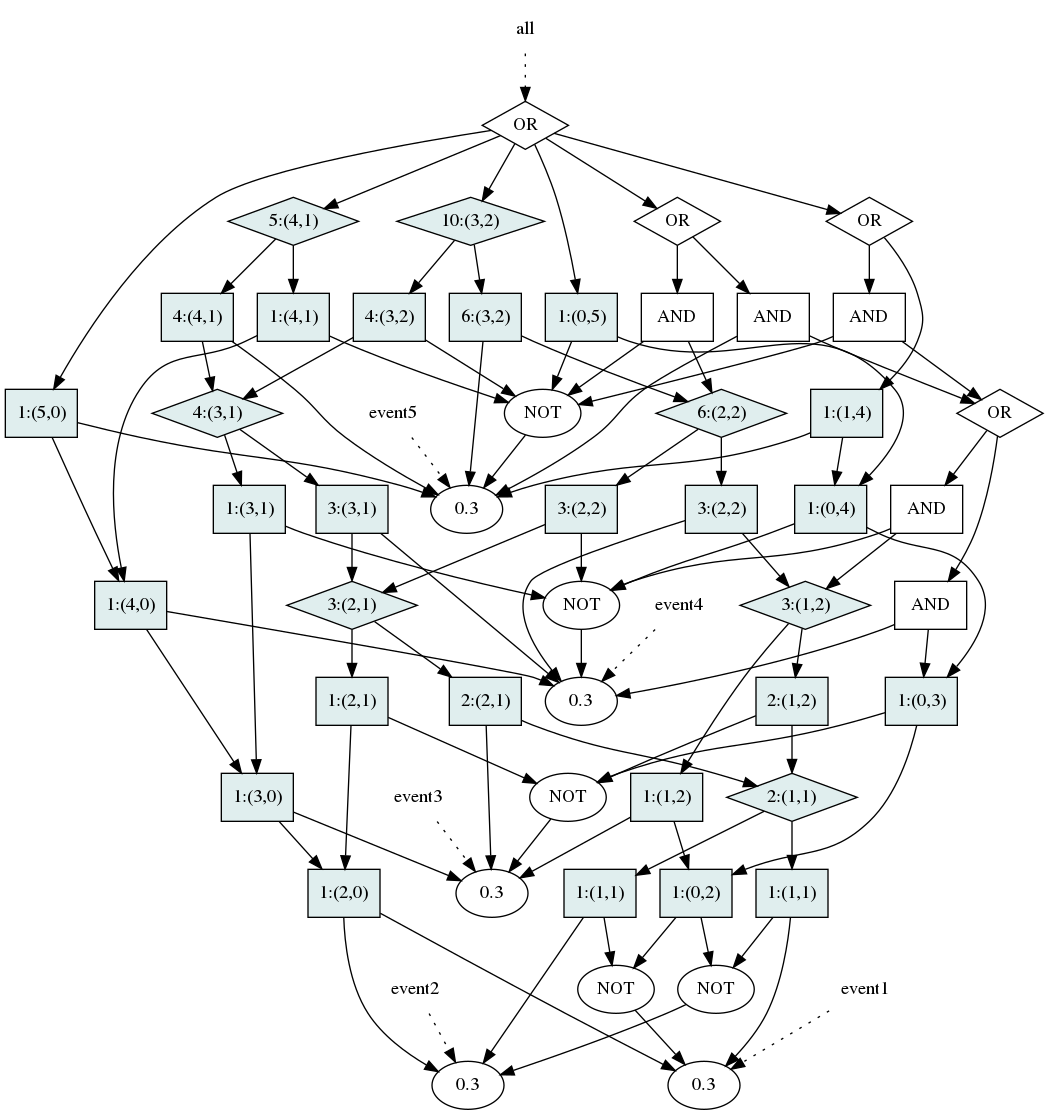 all
OR
5:(4,1)
10:(3,2)
OR
OR
4:(4,1)
1:(4,1)
4:(3,2)
6:(3,2)
1:(0,5)
AND
AND
AND
1:(5,0)
4:(3,1)
event5
NOT
6:(2,2)
1:(1,4)
OR
1:(3,1)
3:(3,1)
0.3
3:(2,2)
3:(2,2)
1:(0,4)
AND
1:(4,0)
3:(2,1)
NOT
event4
3:(1,2)
AND
1:(2,1)
2:(2,1)
0.3
2:(1,2)
1:(0,3)
1:(3,0)
event3
NOT
1:(1,2)
2:(1,1)
1:(2,0)
0.3
1:(1,1)
1:(0,2)
1:(1,1)
event2
NOT
NOT
event1
0.3
0.3